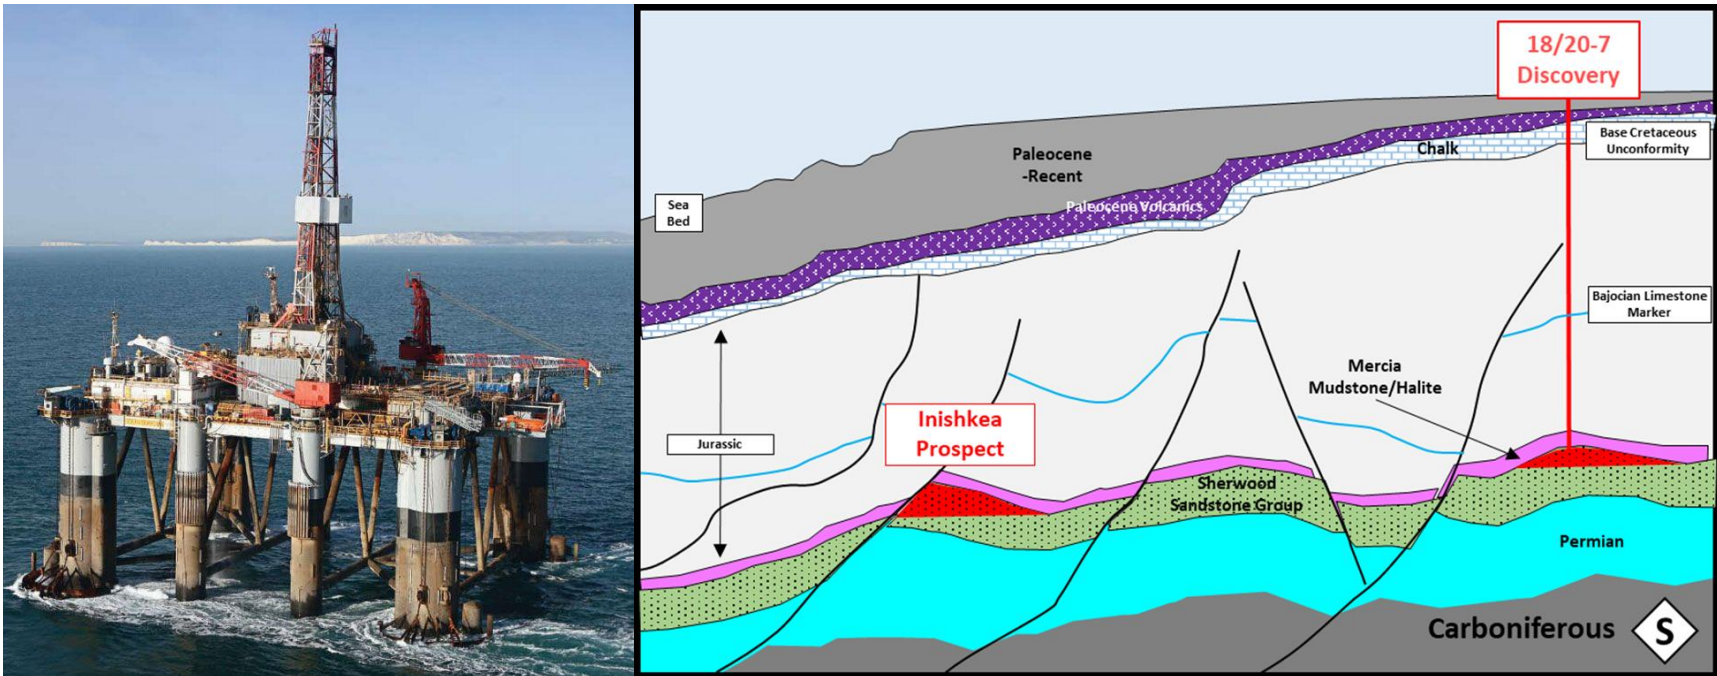 18/20-7
Discovery
Base Cretaceous
Unconformity
Chalk
Paleocene
-Recent
Paleocene Volcanics
Sea
Bed
Bajocian Limestone
Marker
Mercia
Mudstone/Halite
Inishkea
Prospect
Jurassic
Sherwood
Sandstone Group
Permian
Carboniferous
S